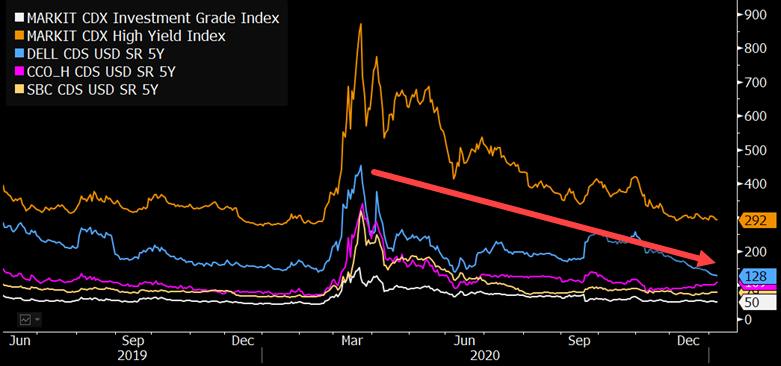 MARKIT CDX Investment Grade Index
MARKIT CDX High Yield Index
DELL CDS USD SR 5Y
CCO_H CDS USD SR 5Y
SBC CDS USD SR 5Y
900
800
700
600
500
400
292
200
128
50
0
Jun Sep Dec Mar Jun Sep Dec
2019 2020